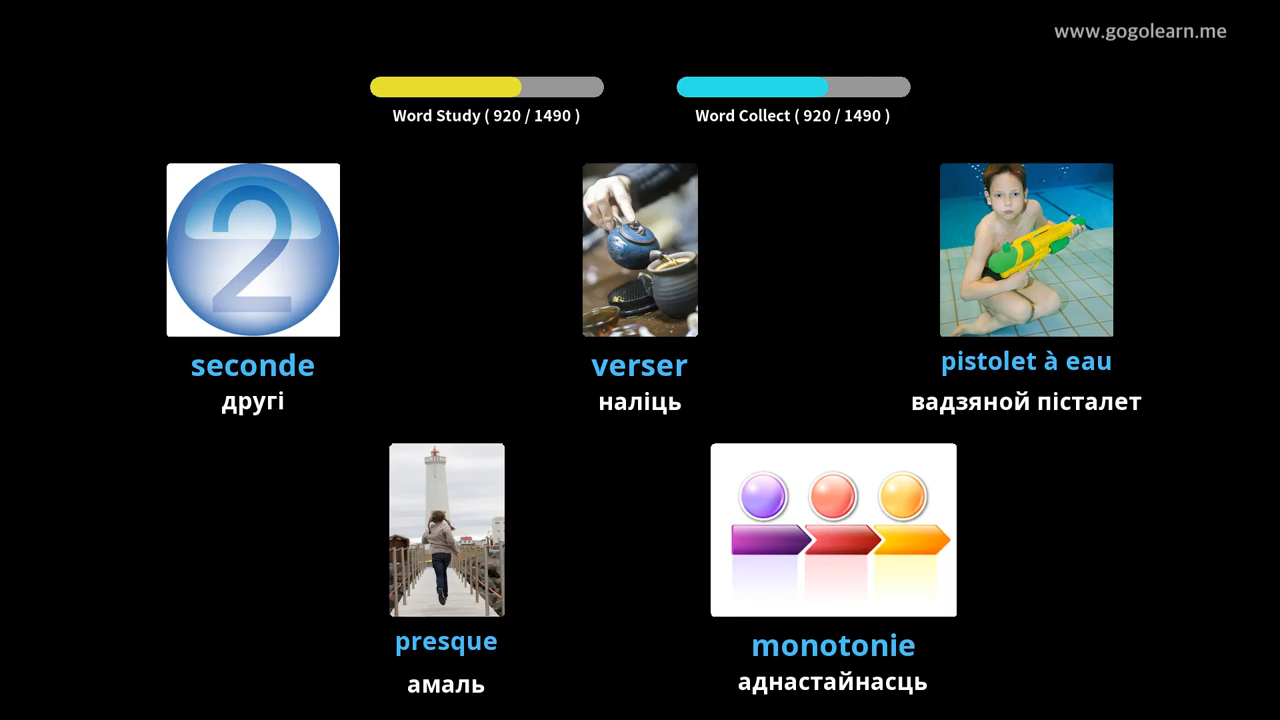 www.gogolearn.me
Word Study ( 920 / 1490 )
Word Collect ( 920 / 1490 )
2
seconde
другі
verser
наліць
pistolet à eau
вадзяной пісталет
presque
амаль
monotonie
аднастайнасць